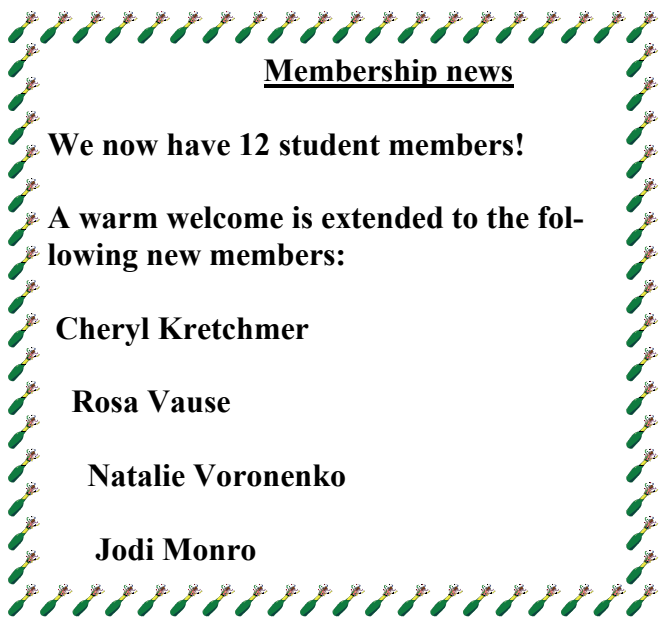 Membership news
We now have 12 student members!
A warm welcome is extended to the fol-
lowing new members:
Cheryl Kretchmer
Rosa Vause
Natalie Voronenko
Jodi Monro